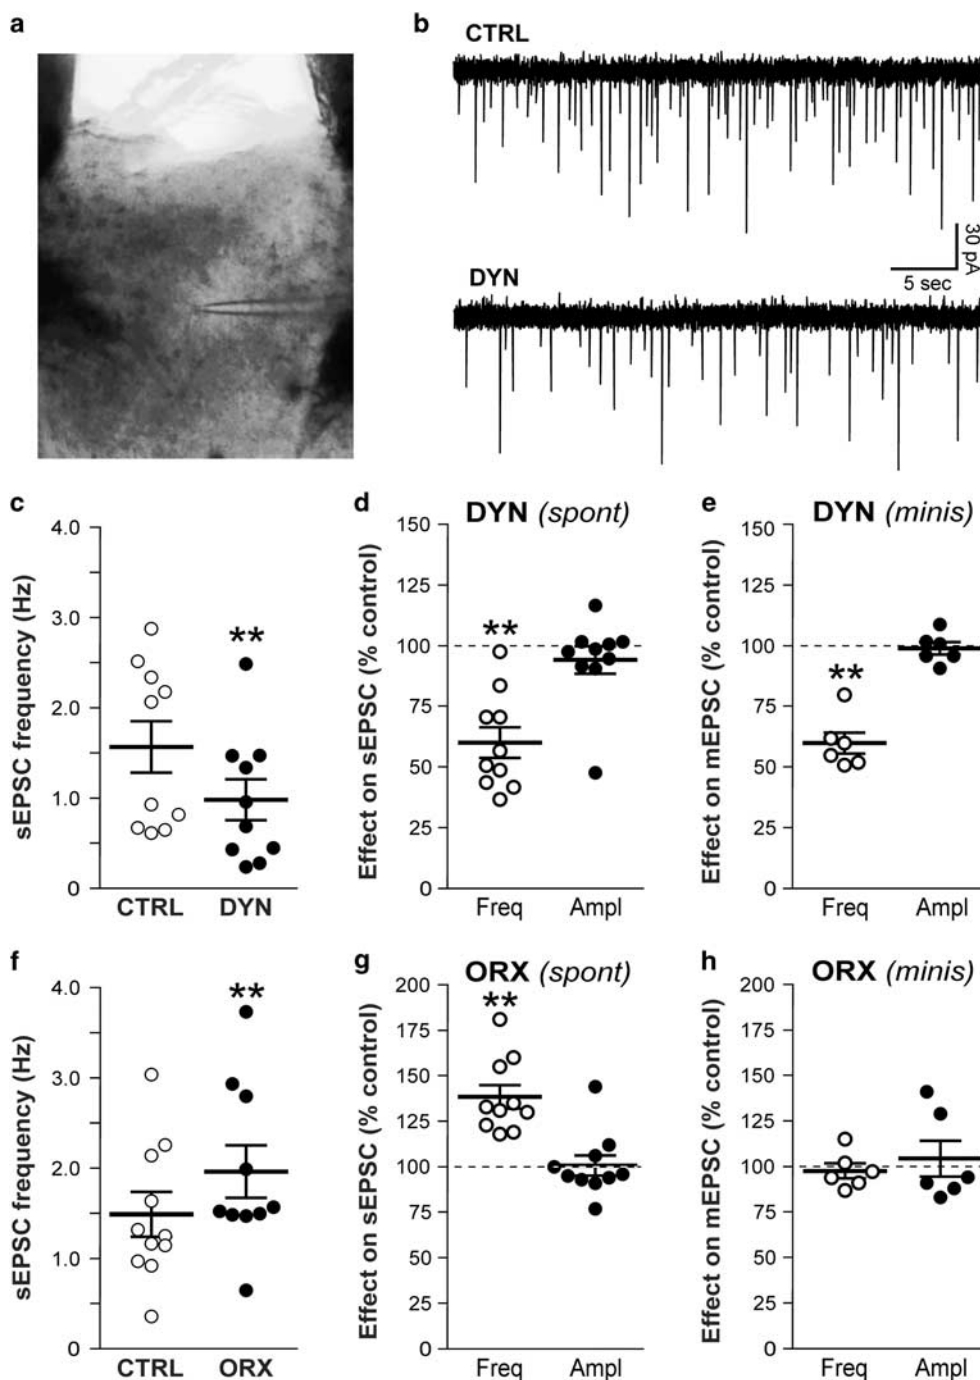 a
b
CTRL
30 pA
5 sec
DYN
c
sEPSC frequency (Hz)
4.0
3.0
2.0
1.0
0
**
CTRL DYN
d
DYN (spont)
Effect on sEPSC (% control)
150
125
100
75
50
25
0
**
Freq Ampl
e
DYN (minis)
Effect on mEPSC (% control)
150
125
100
75
50
25
0
**
Freq Ampl
f
sEPSC frequency (Hz)
4.0
3.0
2.0
1.0
0
**
CTRL ORX
g
ORX (spont)
Effect on sEPSC (% control)
200
175
150
125
100
75
50
25
0
**
Freq Ampl
h
ORX (minis)
Effect on mEPSC (% control)
200
175
150
125
100
75
50
25
0
Freq Ampl